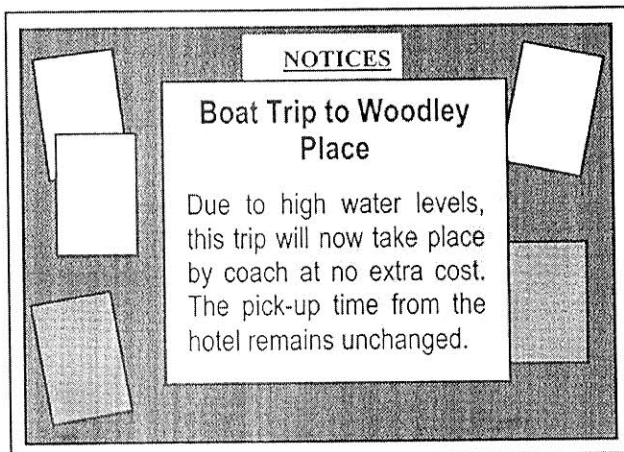 NOTICES
Boat Trip to Woodley
Place
Due to high water levels,
this trip will now take place
by coach at no extra cost.
The pick-up time from the
hotel remains unchanged.